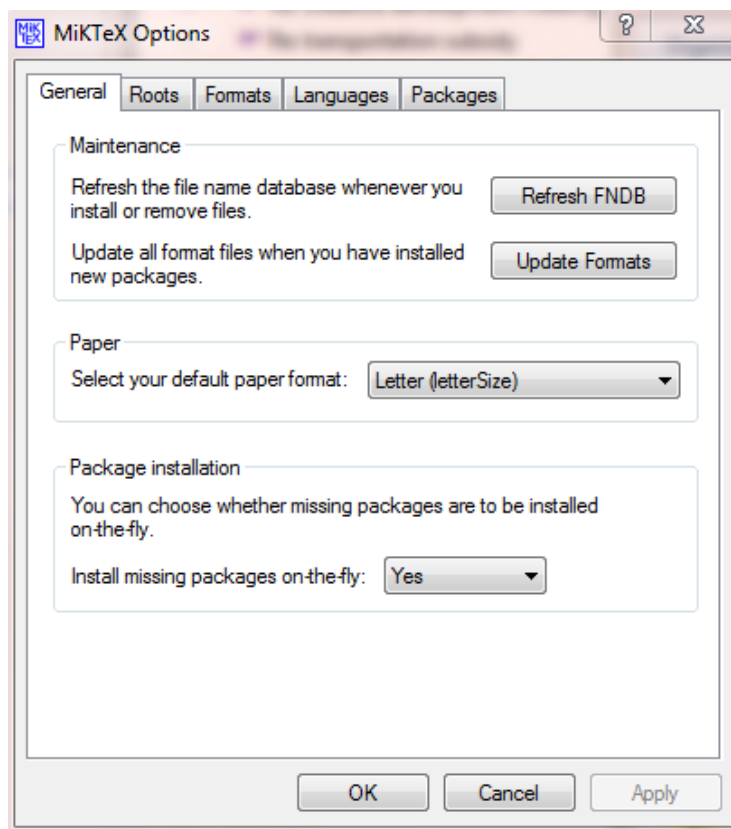 MiKTeX Options
No transportation subsidy
General Roots Formats Languages Packages
Maintenance
Refresh the file name database whenever you
install or remove files.
Refresh FNDB
Update all format files when you have installed
new packages.
Update Formats
Paper
Select your default paper format: Letter (letterSize)
Package installation
You can choose whether missing packages are to be installed
on-the-fly.
Install missing packages on-the-fly: Yes
OK Cancel Apply